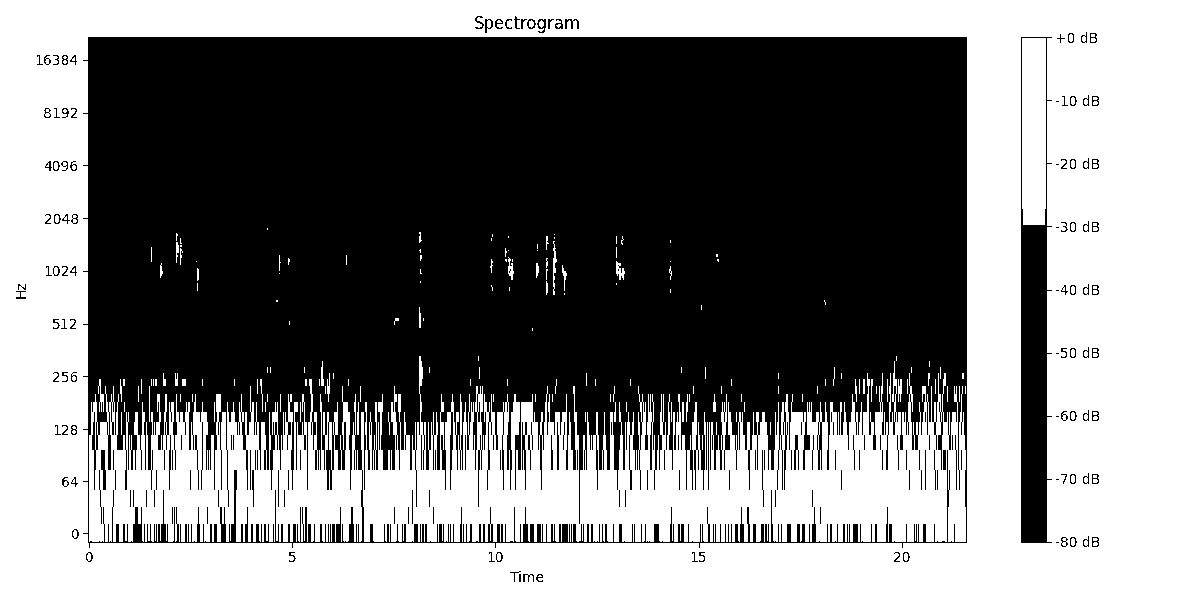 Spectrogram
16384
8192
4096
2048
1024
512
256
128
64
0
Hz
0
5
10
15
20
Time
+0 dB
-10 dB
-20 dB
-30 dB
-40 dB
-50 dB
-60 dB
-70 dB
-80 dB